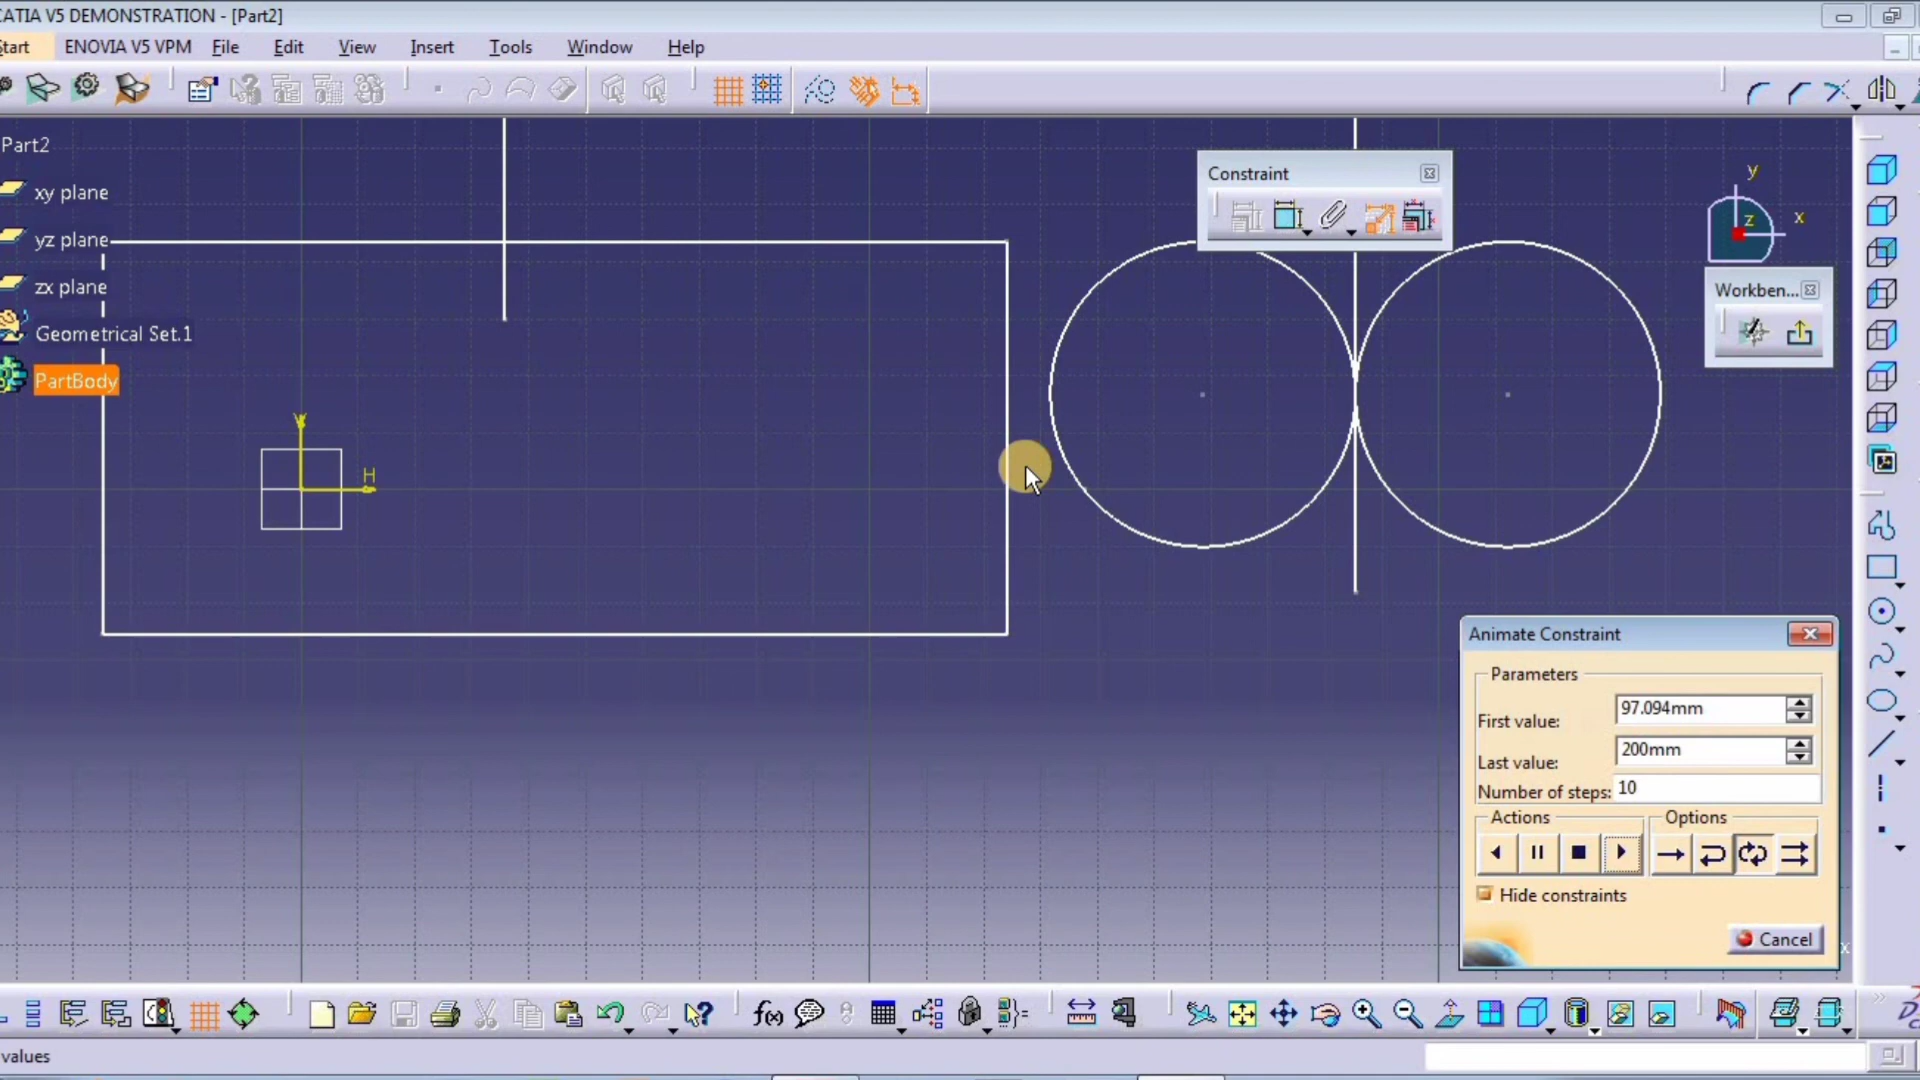 CATIA V5 DEMONSTRATION - [Part2]
Start ENOVIA V5 VPM File Edit View Insert Tools Window Help
Part2
xy plane
yz plane
zx plane
Geometrical Set.1
PartBody
V
H
Constraint
y
z
x
Workben...
Animate Constraint
Parameters
First value: 97.094mm
Last value: 200mm
Number of steps: 10
Actions
Options
Hide constraints
Cancel
x
f(x)
values